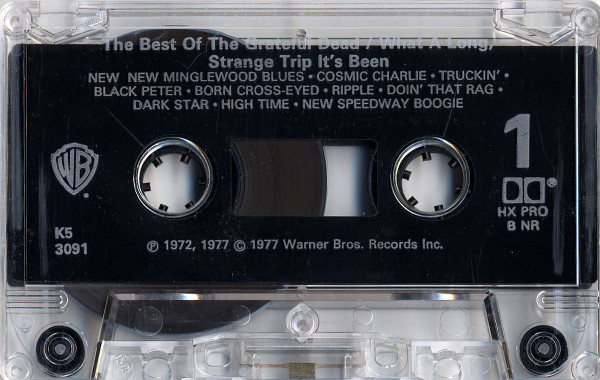 The Best Of The Grateful Dead / What A Long,
Strange Trip It's Been
NEW NEW MINGLEWOOD BLUES • COSMIC CHARLIE • TRUCKIN' •
BLACK PETER • BORN CROSS-EYED • RIPPLE • DOIN' THAT RAG •
DARK STAR • HIGH TIME • NEW SPEEDWAY BOOGIE
1
WB
®
®
HX PRO
B NR
K5
3091
℗ 1972, 1977 © 1977 Warner Bros. Records Inc.